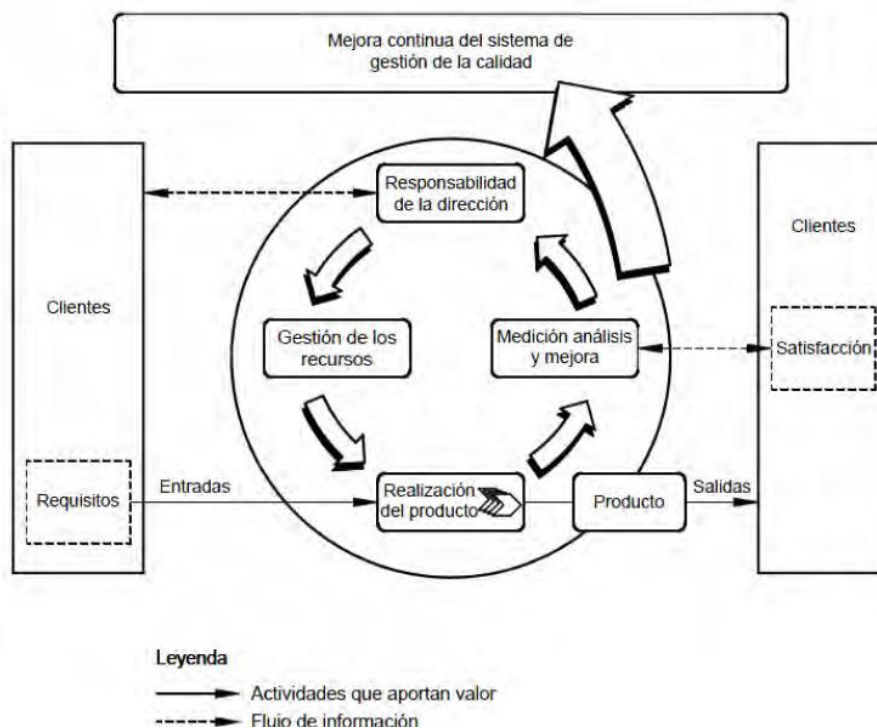 Mejora continua del sistema de
gestión de la calidad
Responsabilidad
de la dirección
Clientes
Clientes
Gestión de los
recursos
Medición análisis
y mejora
Satisfacción
Requisitos
Entradas
Realización
del producto
Producto
Salidas
Leyenda
Actividades que aportan valor
Flujo de información